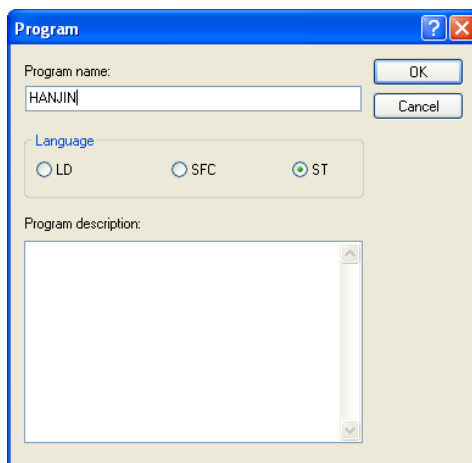 Program
Program name:
OK
HANJIN
Cancel
Language
LD
SFC
ST
Program description: